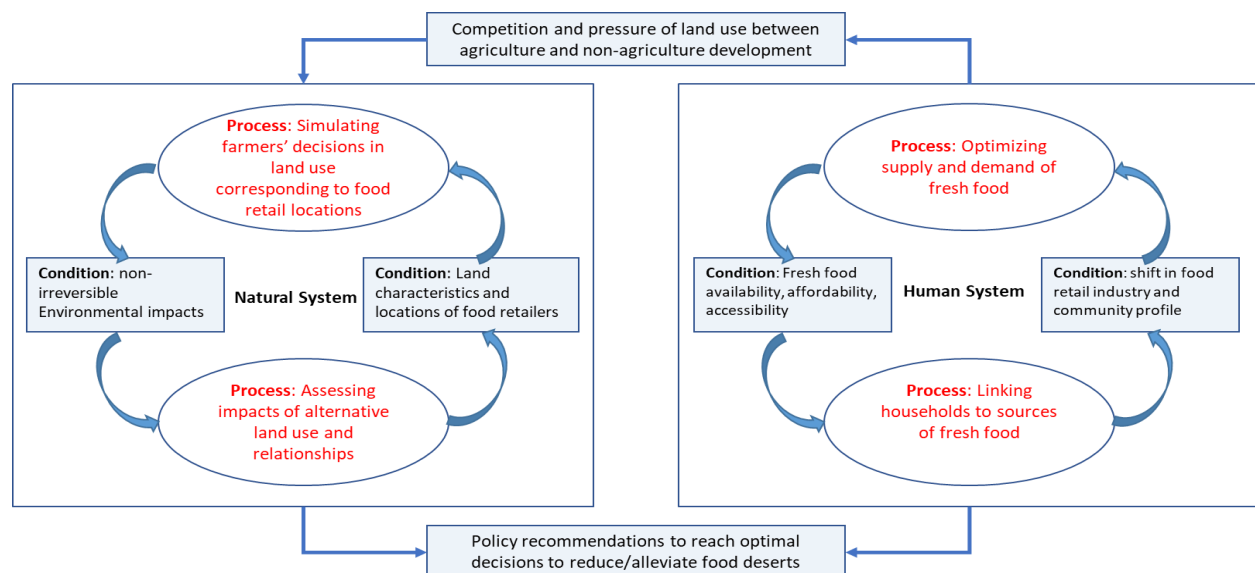 Competition and pressure of land use between
agriculture and non-agriculture development
Process: Simulating
farmers’ decisions in
land use
corresponding to food
retail locations
Condition: non-
irreversible
Environmental impacts
Natural System
Condition: Land
characteristics and
locations of food retailers
Process: Assessing
impacts of alternative
land use and
relationships
Process: Optimizing
supply and demand of
fresh food
Condition: Fresh food
availability, affordability,
accessibility
Human System
Condition: shift in food
retail industry and
community profile
Process: Linking
households to sources
of fresh food
Policy recommendations to reach optimal
decisions to reduce/alleviate food deserts